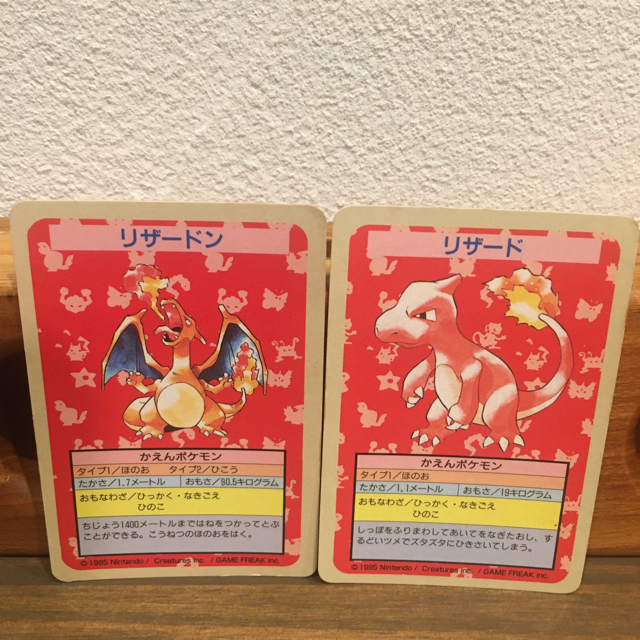 リザードン
かえんポケモン
タイプ1/ほのお タイプ2/ひこう
たかさ/1.7メートル おもさ/90.5キログラム
おもなわざ/ひっかく・なきごえ
ひのこ
ちじょう1400メートルまではねをつかってとぶ
ことができる。こうねつのほのおをはく。
©1995 Nintendo / Creatures inc. / GAME FREAK inc.
リザード
かえんポケモン
タイプ1/ほのお
たかさ/1.1メートル おもさ/19キログラム
おもなわざ/ひっかく・なきごえ
ひのこ
しっぽをふりまわしてあいてをなぎたおし、す
るどいツメでズタズタにひきさいてしまう。
©1995 Nintendo / Creatures inc. / GAME FREAK inc.